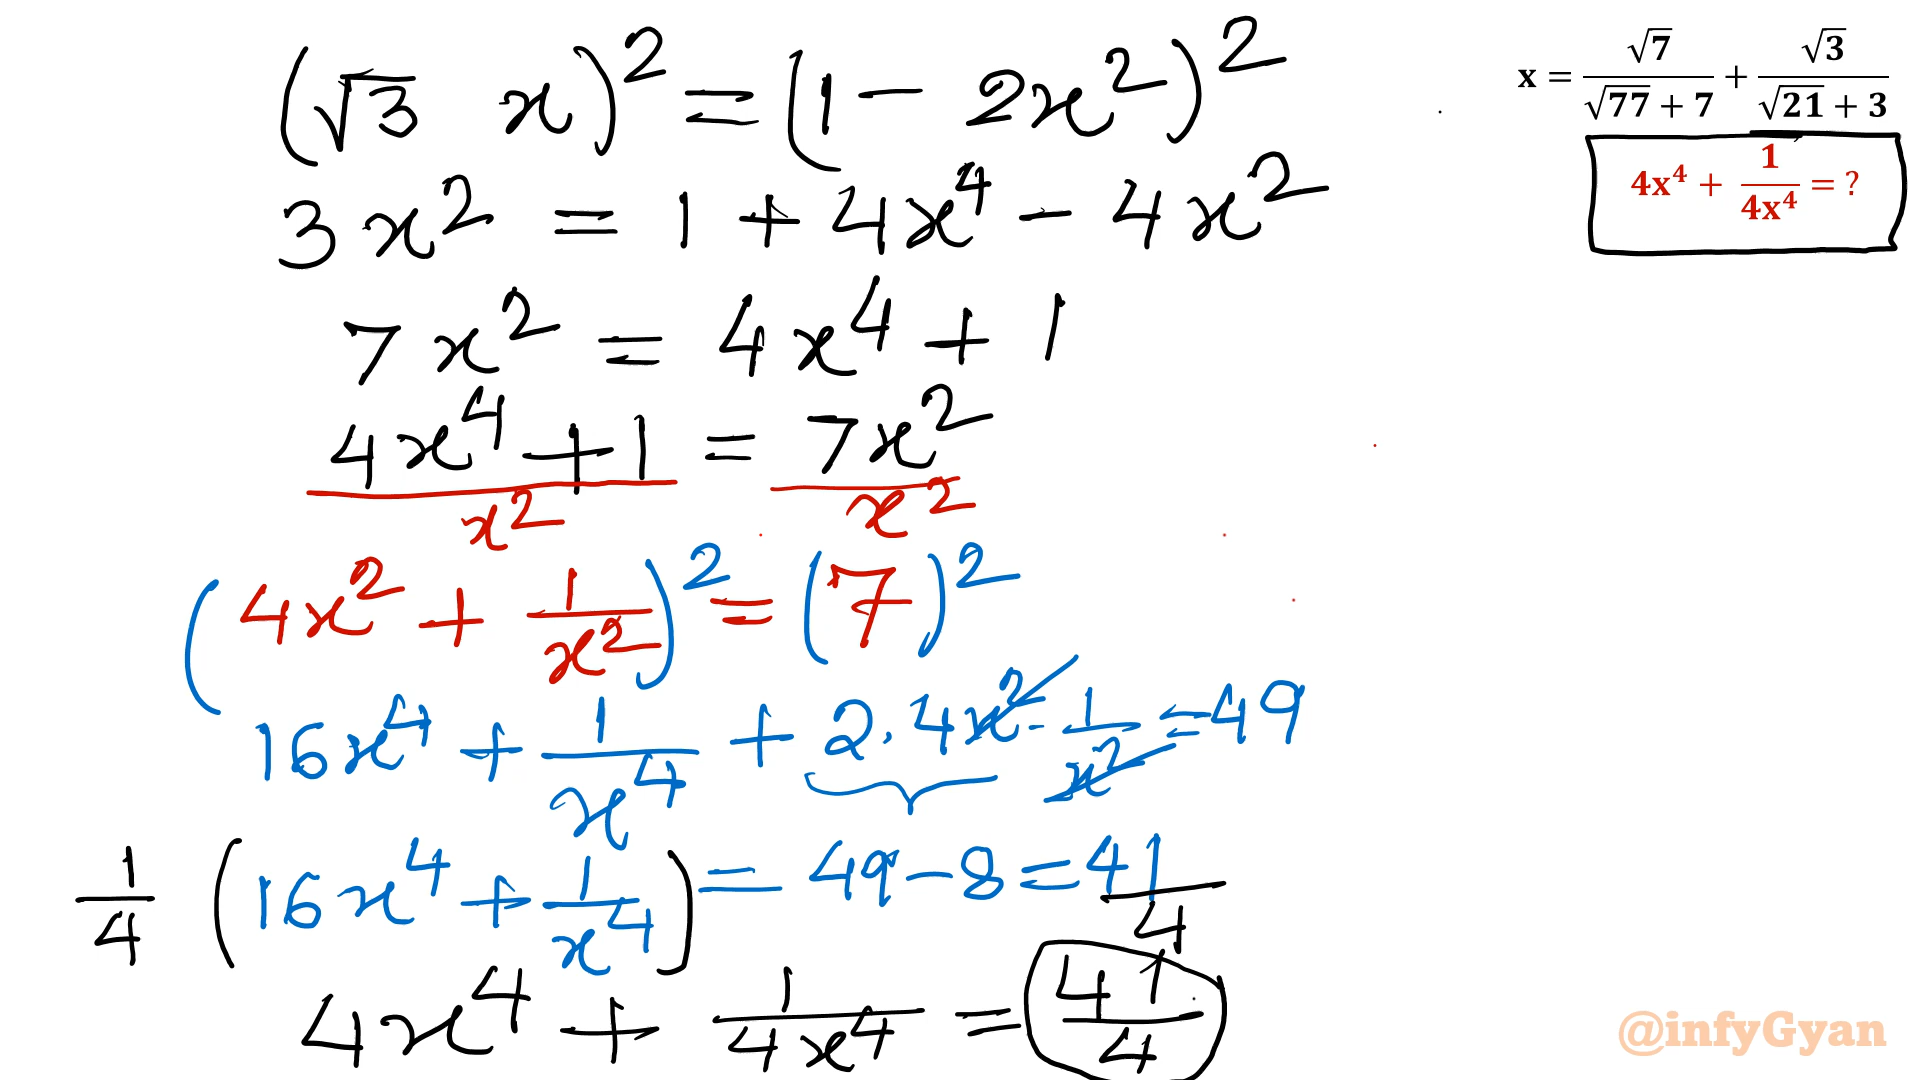 (√3 x)² = (1 - 2x²)²
x = √7/(√77 + 7) + √3/(√21 + 3)
3x² = 1 + 4x⁴ - 4x²
4x⁴ + 1/4x⁴ = ?
7x² = 4x⁴ + 1
(4x⁴ + 1)/x² = 7x²/x²
(4x² + 1/x²)² = (7)²
16x⁴ + 1/x⁴ + 2.4x² - 1/x² = 49
1/4 (16x⁴ + 1/x⁴) = 49 - 8 = 41/4
4x⁴ + 1/4x⁴ = 41/4
@infyGyan